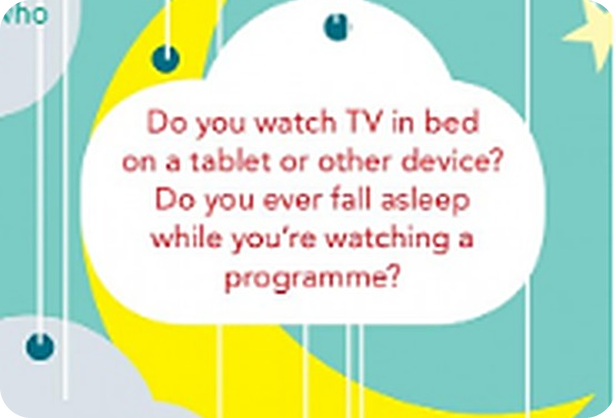 who
Do you watch TV in bed
on a tablet or other device?
Do you ever fall asleep
while you're watching a
programme?